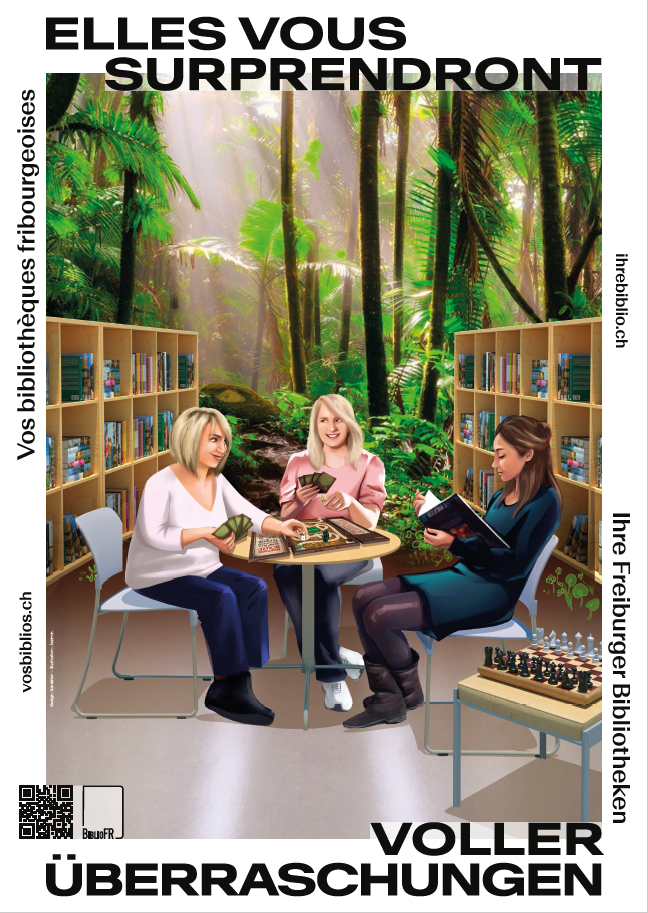 ELLES VOUS
SURPRENDRONT
Vos bibliothèques fribourgeoises
vosbiblios.ch
ihrebiblio.ch
Ihre Freiburger Bibliotheken
BIBLIOFR
VOLLER
ÜBERRASCHUNGEN